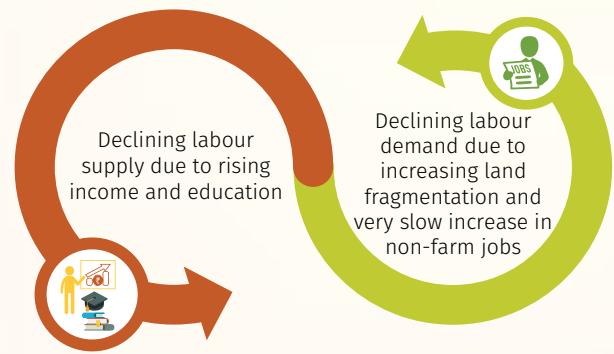 Declining labour
supply due to rising
income and education
JOBS
Declining labour
demand due to
increasing land
fragmentation and
very slow increase in
non-farm jobs